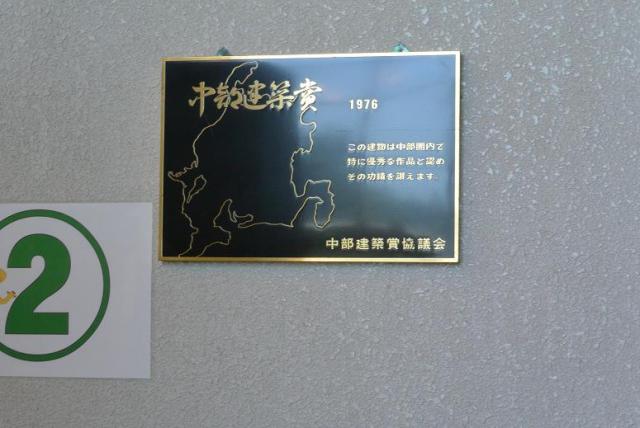 中部建築賞 1976
この建物は中部圏内で
特に優秀な作品と認め
その功績を讃えます.
中部建築賞協議会
2